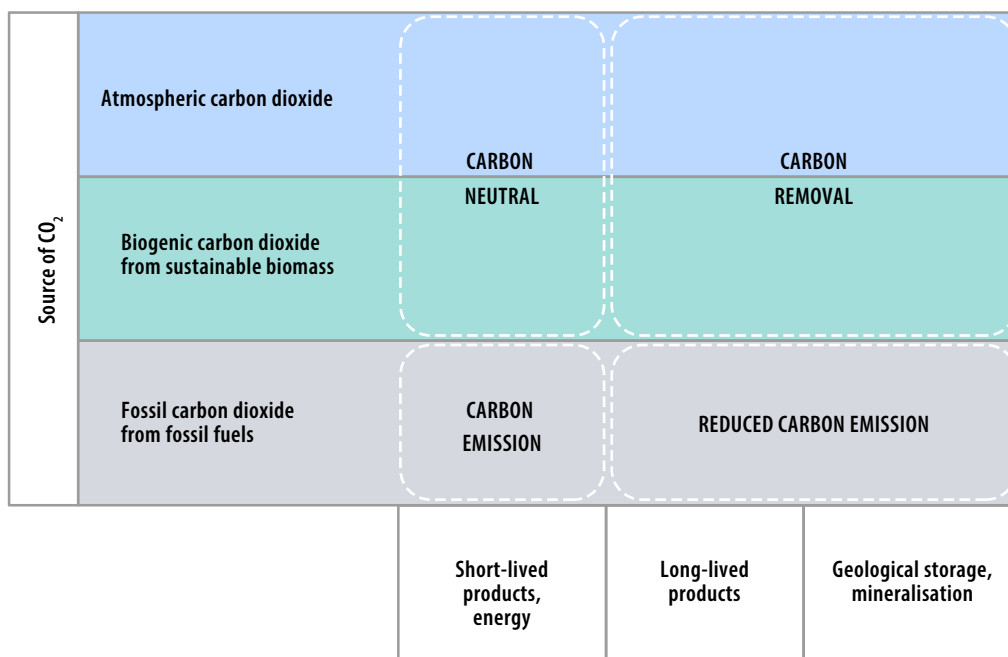 Source of CO₂
Atmospheric carbon dioxide
CARBON
NEUTRAL
CARBON
REMOVAL
Biogenic carbon dioxide
from sustainable biomass
Fossil carbon dioxide
from fossil fuels
CARBON
EMISSION
REDUCED CARBON EMISSION
Short-lived
products,
energy
Long-lived
products
Geological storage,
mineralisation